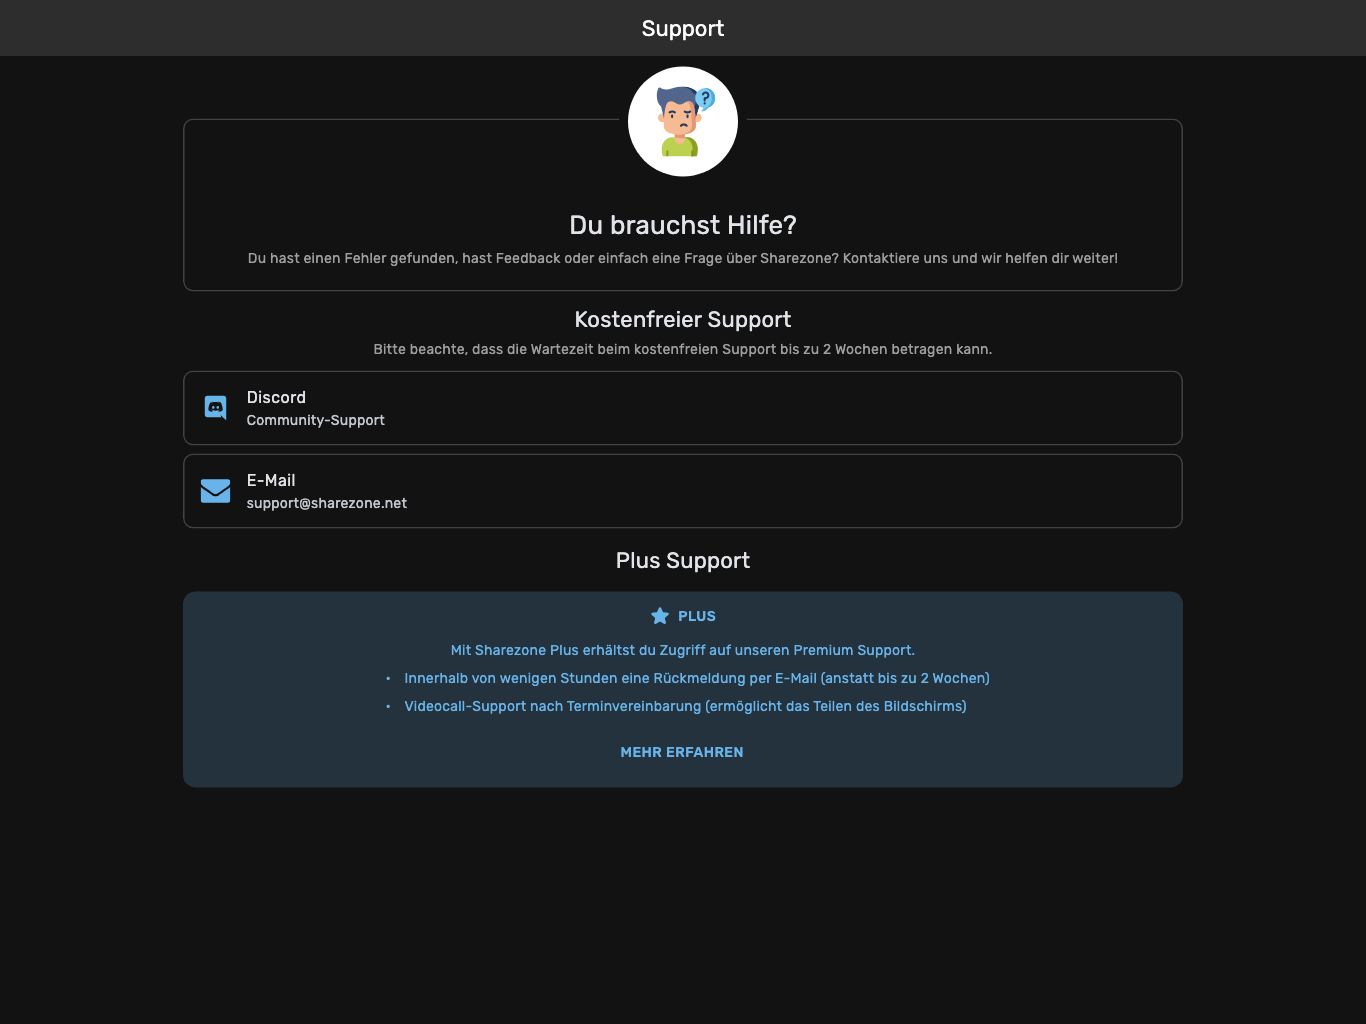 Support
?
Du brauchst Hilfe?
Du hast einen Fehler gefunden, hast Feedback oder einfach eine Frage über Sharezone? Kontaktiere uns und wir helfen dir weiter!
Kostenfreier Support
Bitte beachte, dass die Wartezeit beim kostenfreien Support bis zu 2 Wochen betragen kann.
Discord
Community-Support
E-Mail
support@sharezone.net
Plus Support
PLUS
Mit Sharezone Plus erhältst du Zugriff auf unseren Premium Support.
• Innerhalb von wenigen Stunden eine Rückmeldung per E-Mail (anstatt bis zu 2 Wochen)
• Videocall-Support nach Terminvereinbarung (ermöglicht das Teilen des Bildschirms)
MEHR ERFAHREN